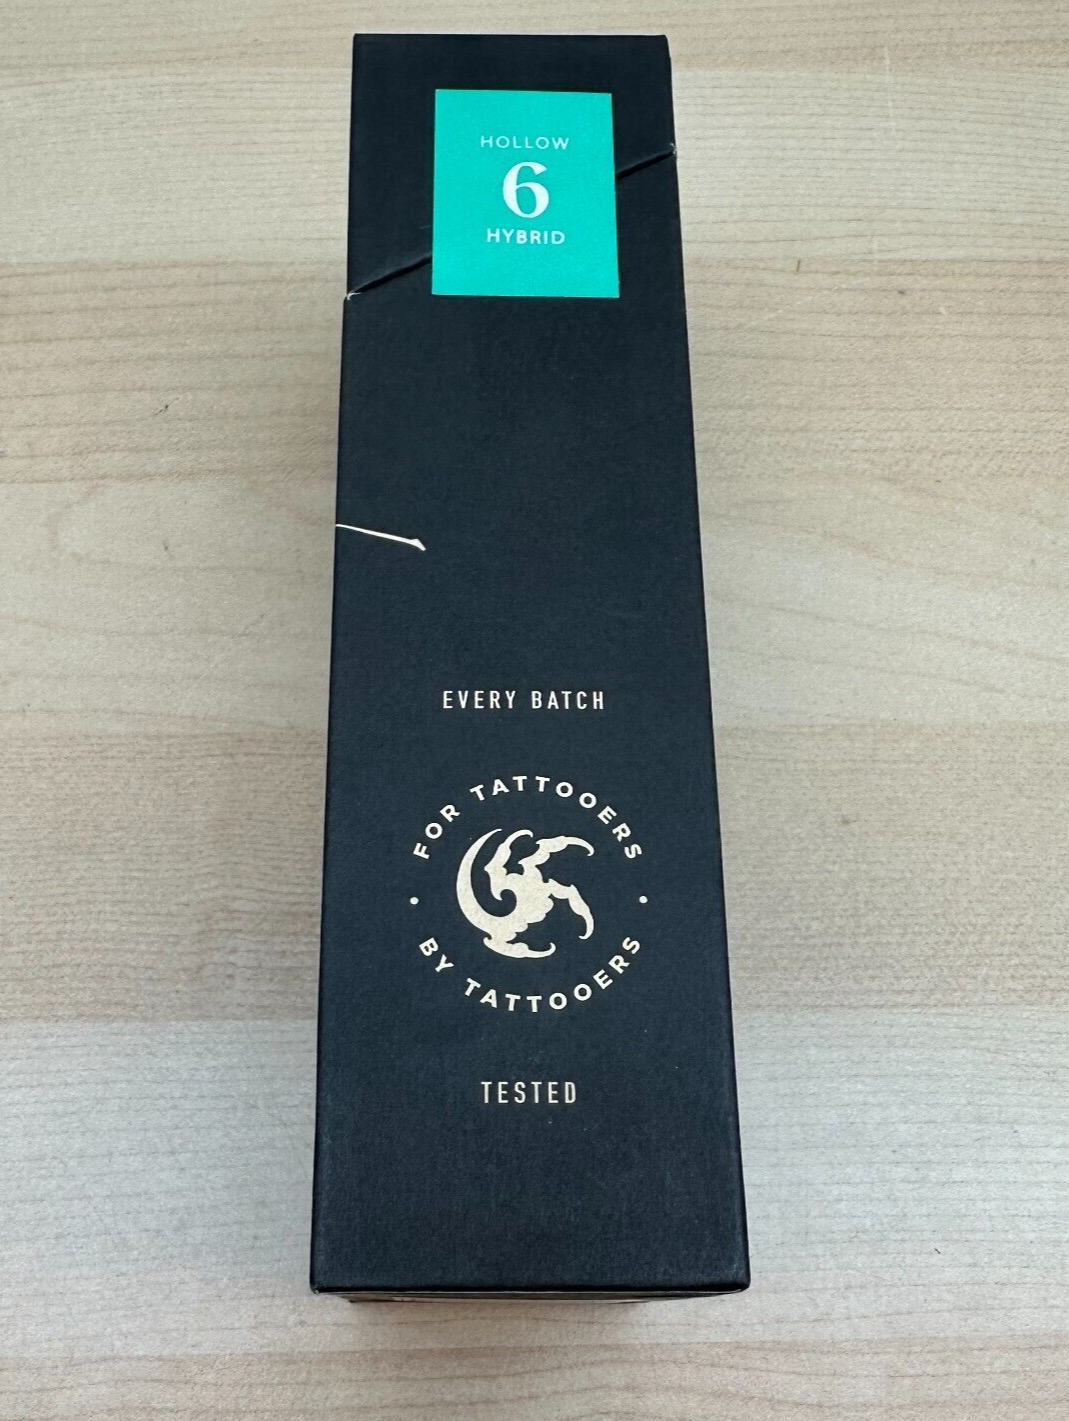 HOLLOW
6
HYBRID
EVERY BATCH
FOR TATTOOERS
BY TATTOOERS
TESTED